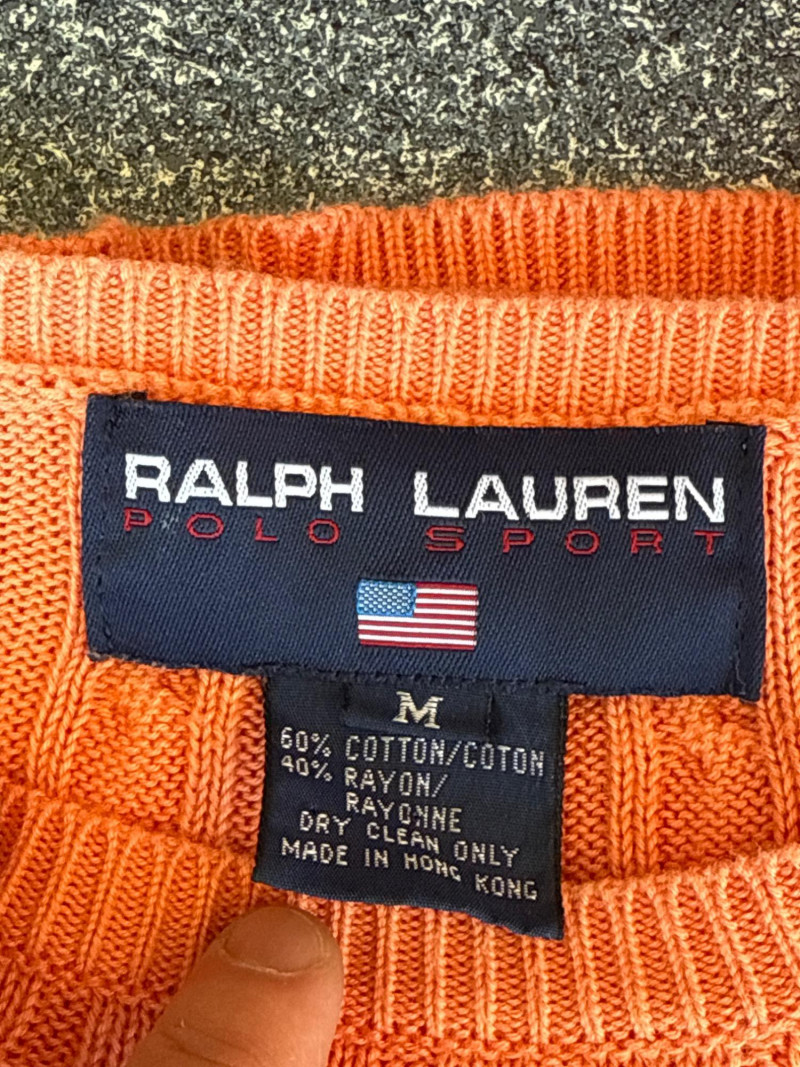 RALPH LAUREN
POLO SPORT
M
60% COTTON/COTON
40% RAYON/
RAYONNE
DRY CLEAN ONLY
MADE IN HONG KONG